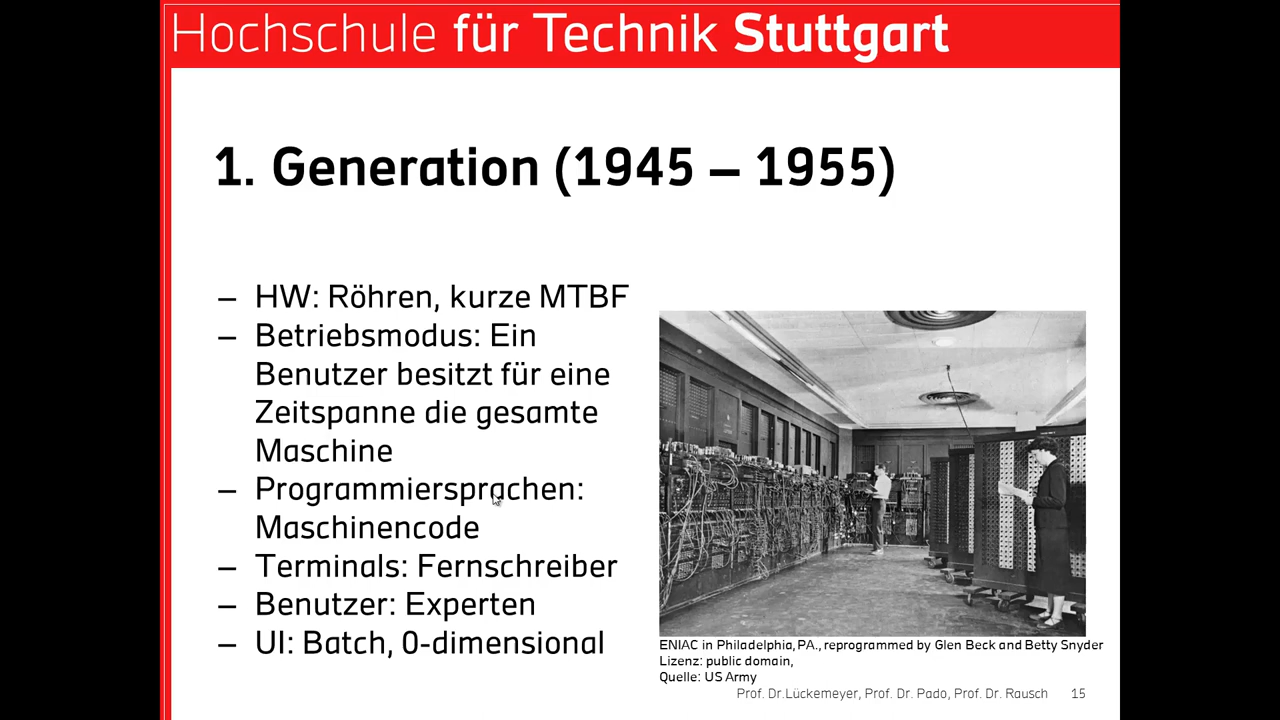 Hochschule für Technik Stuttgart
1. Generation (1945 – 1955)
– HW: Röhren, kurze MTBF
– Betriebsmodus: Ein
Benutzer besitzt für eine
Zeitspanne die gesamte
Maschine
– Programmiersprachen:
Maschinencode
– Terminals: Fernschreiber
– Benutzer: Experten
– UI: Batch, 0-dimensional
ENIAC in Philadelphia, PA., reprogrammed by Glen Beck and Betty Snyder
Lizenz: public domain,
Quelle: US Army
Prof. Dr.Lückemeyer, Prof. Dr. Pado, Prof. Dr. Rausch 15